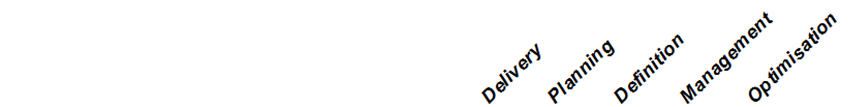 Delivery
Planning
Definition
Management
Optimisation